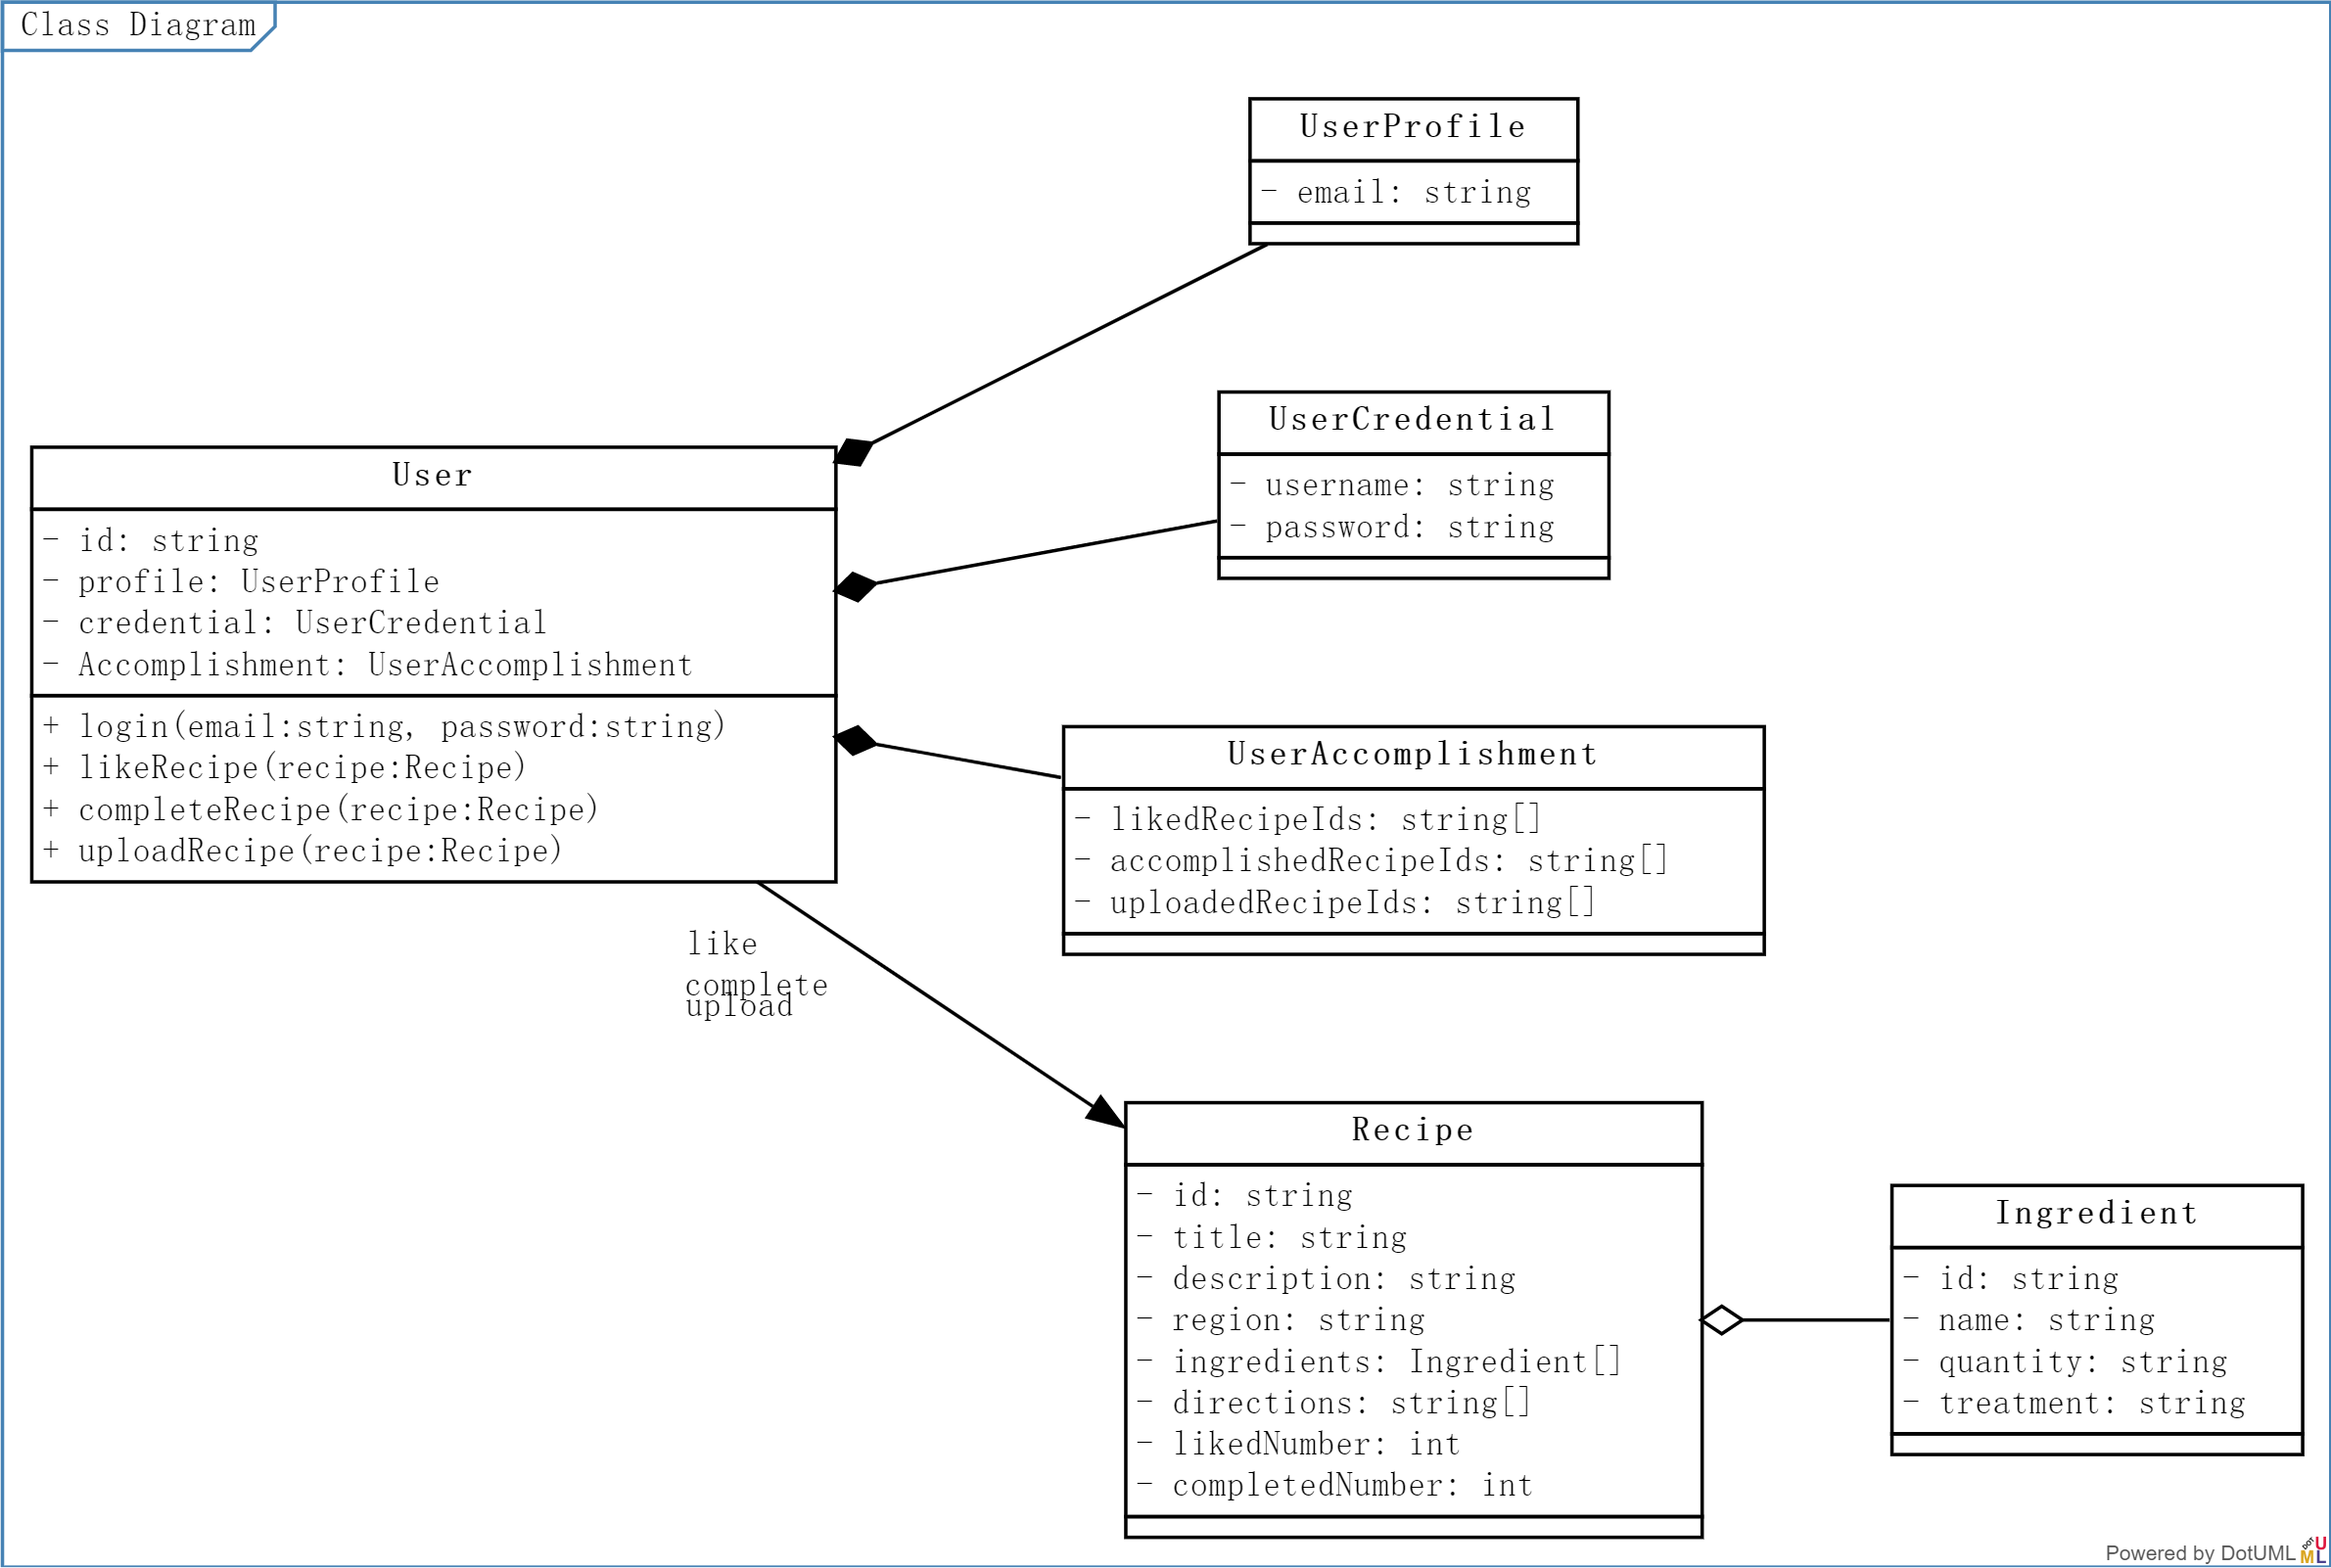 Class Diagram
UserProfile
- email: string
UserCredential
- username: string
- password: string
User
- id: string
- profile: UserProfile
- credential: UserCredential
- Accomplishment: UserAccomplishment
+ login(email:string, password:string)
+ likeRecipe(recipe:Recipe)
+ completeRecipe(recipe:Recipe)
+ uploadRecipe(recipe:Recipe)
UserAccomplishment
- likedRecipeIds: string[]
- accomplishedRecipeIds: string[]
- uploadedRecipeIds: string[]
like
complete
upload
Recipe
- id: string
- title: string
- description: string
- region: string
- ingredients: Ingredient[]
- directions: string[]
- likedNumber: int
- completedNumber: int
Ingredient
- id: string
- name: string
- quantity: string
- treatment: string
Powered by DotUML
DOT UML